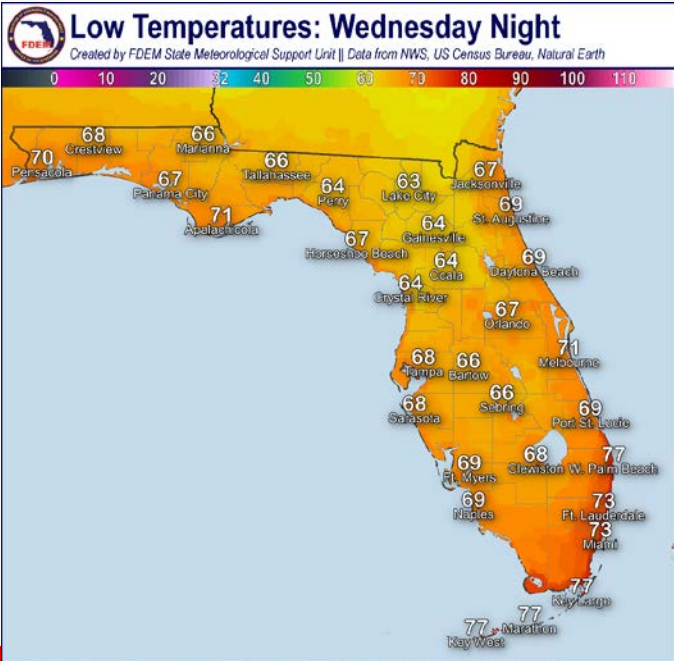 FDEM
Low Temperatures: Wednesday Night
Created by FDEM State Meteorological Support Unit || Data from NWS, US Census Bureau, Natural Earth
0 10 20 32 40 50 60 70 80 90 100 110
68
Crestview
66
Marianna
70
Pensacola
67
Panama City
66
Tallahassee
64
Perry
63
Lake City
67
Jacksonville
71
Apalachicola
69
St. Augustine
64
Gainesville
67
Horseshoe Beach
64
Ocala
69
Daytona Beach
64
Crystal River
67
Orlando
71
Melbourne
68
Tampa
66
Bartow
66
Sebring
68
Sarasota
69
Port St. Lucie
69
Ft. Myers
68
Clewiston
77
W. Palm Beach
69
Naples
73
Ft. Lauderdale
73
Miami
77
Key Largo
77
Marathon
77
Key West